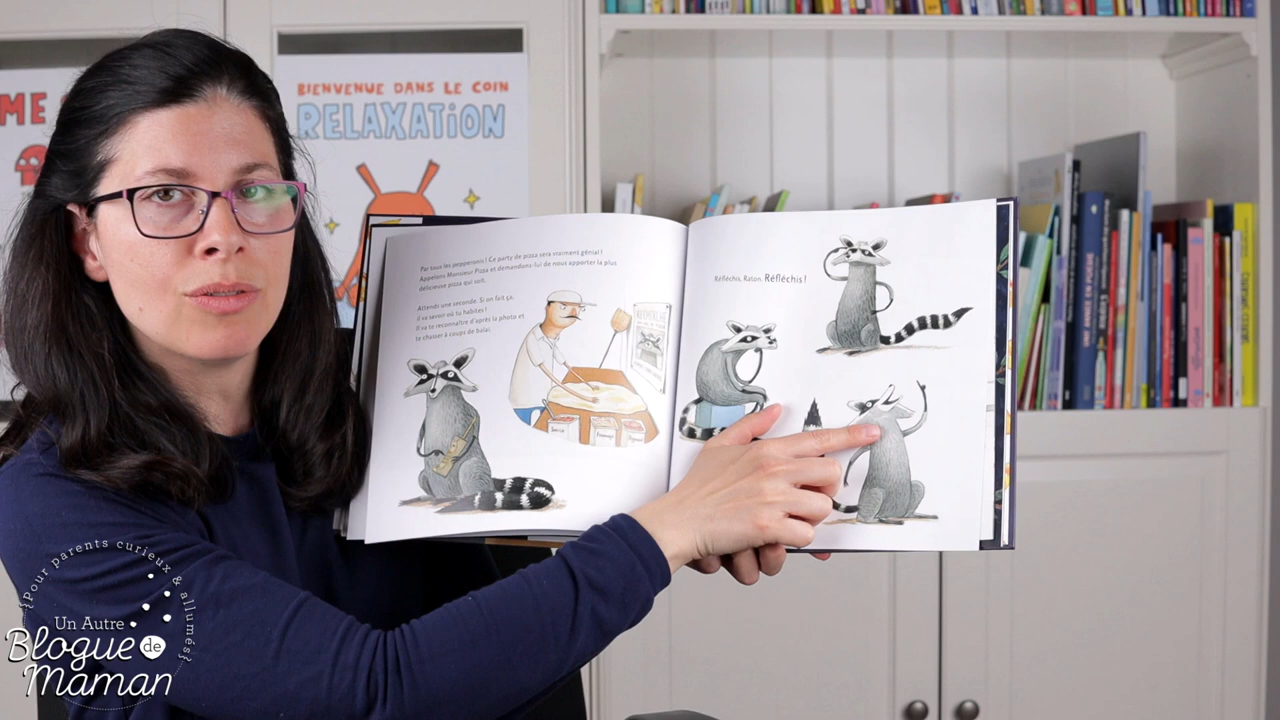 BIENVENUE DANS LE COIN
RELAXATiON
ME
Par tous les pepperonis! Ce party de pizza sera vraiment génial!
Appelons Monsieur Pizza et demandons-lui de nous apporter la plus
délicieuse pizza qui soit.
Attends une seconde. Si on fait ça,
il va savoir où tu habites!
Il va te reconnaître d'après la photo et
te chasser à coups de balai.
Réfléchis, Raton. Réfléchis!
{Pour parents curieux & allumés}
Un Autre
Blogue de
Maman